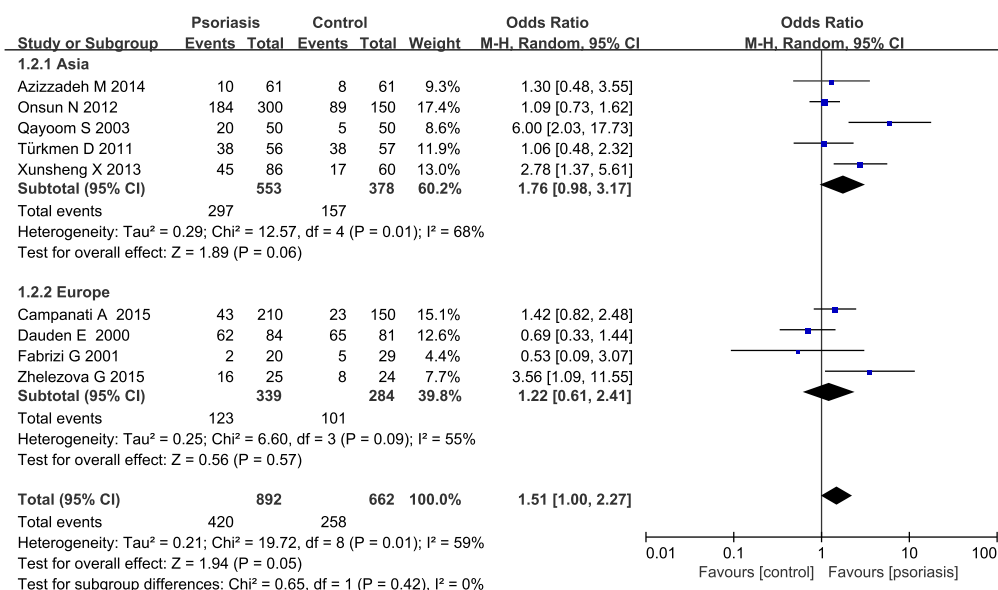 Psoriasis Control Odds Ratio Odds Ratio
Study or Subgroup Events Total Events Total Weight M-H, Random, 95% CI M-H, Random, 95% CI
1.2.1 Asia
Azizzadeh M 2014 10 61 8 61 9.3% 1.30 [0.48, 3.55]
Onsun N 2012 184 300 89 150 17.4% 1.09 [0.73, 1.62]
Qayoom S 2003 20 50 5 50 8.6% 6.00 [2.03, 17.73]
Türkmen D 2011 38 56 38 57 11.9% 1.06 [0.48, 2.32]
Xunsheng X 2013 45 86 17 60 13.0% 2.78 [1.37, 5.61]
Subtotal (95% CI) 553 378 60.2% 1.76 [0.98, 3.17]
Total events 297 157
Heterogeneity: Tau² = 0.29; Chi² = 12.57, df = 4 (P = 0.01); I² = 68%
Test for overall effect: Z = 1.89 (P = 0.06)
1.2.2 Europe
Campanati A 2015 43 210 23 150 15.1% 1.42 [0.82, 2.48]
Dauden E 2000 62 84 65 81 12.6% 0.69 [0.33, 1.44]
Fabrizi G 2001 2 20 5 29 4.4% 0.53 [0.09, 3.07]
Zhelezova G 2015 16 25 8 24 7.7% 3.56 [1.09, 11.55]
Subtotal (95% CI) 339 284 39.8% 1.22 [0.61, 2.41]
Total events 123 101
Heterogeneity: Tau² = 0.25; Chi² = 6.60, df = 3 (P = 0.09); I² = 55%
Test for overall effect: Z = 0.56 (P = 0.57)
Total (95% CI) 892 662 100.0% 1.51 [1.00, 2.27]
Total events 420 258
Heterogeneity: Tau² = 0.21; Chi² = 19.72, df = 8 (P = 0.01); I² = 59%
Test for overall effect: Z = 1.94 (P = 0.05)
Test for subgroup differences: Chi² = 0.65, df = 1 (P = 0.42), I² = 0%
0.01 0.1 1 10 100
Favours [control] Favours [psoriasis]